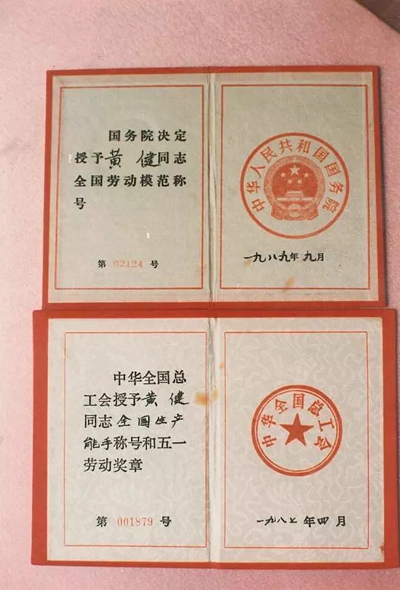 国务院决定
授予黄健同志
全国劳动模范称
号
第 02124 号
中华人民共和国国务院
一九八九年九月
中华全国总
工会授予黄健
同志全国生产
能手称号和五一
劳动奖章
第 001879 号
中华全国总工会
一九八七年四月